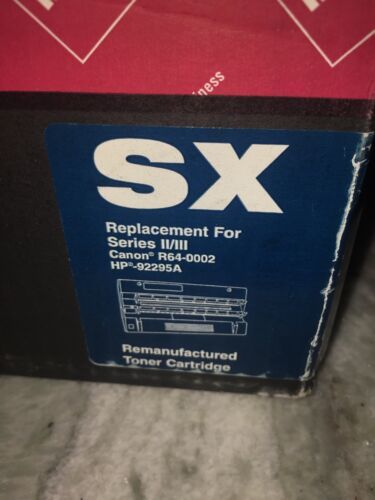 SX
Replacement For
Series II/III
Canon® R64-0002
HP®-92295A
Remanufactured
Toner Cartridge